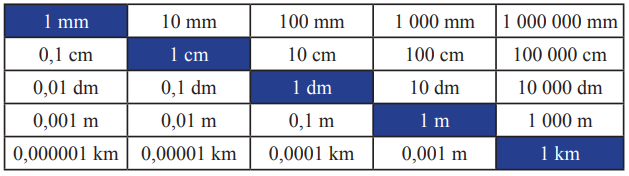 1 mm 10 mm 100 mm 1 000 mm 1 000 000 mm
0,1 cm 1 cm 10 cm 100 cm 100 000 cm
0,01 dm 0,1 dm 1 dm 10 dm 10 000 dm
0,001 m 0,01 m 0,1 m 1 m 1 000 m
0,000001 km 0,00001 km 0,0001 km 0,001 m 1 km